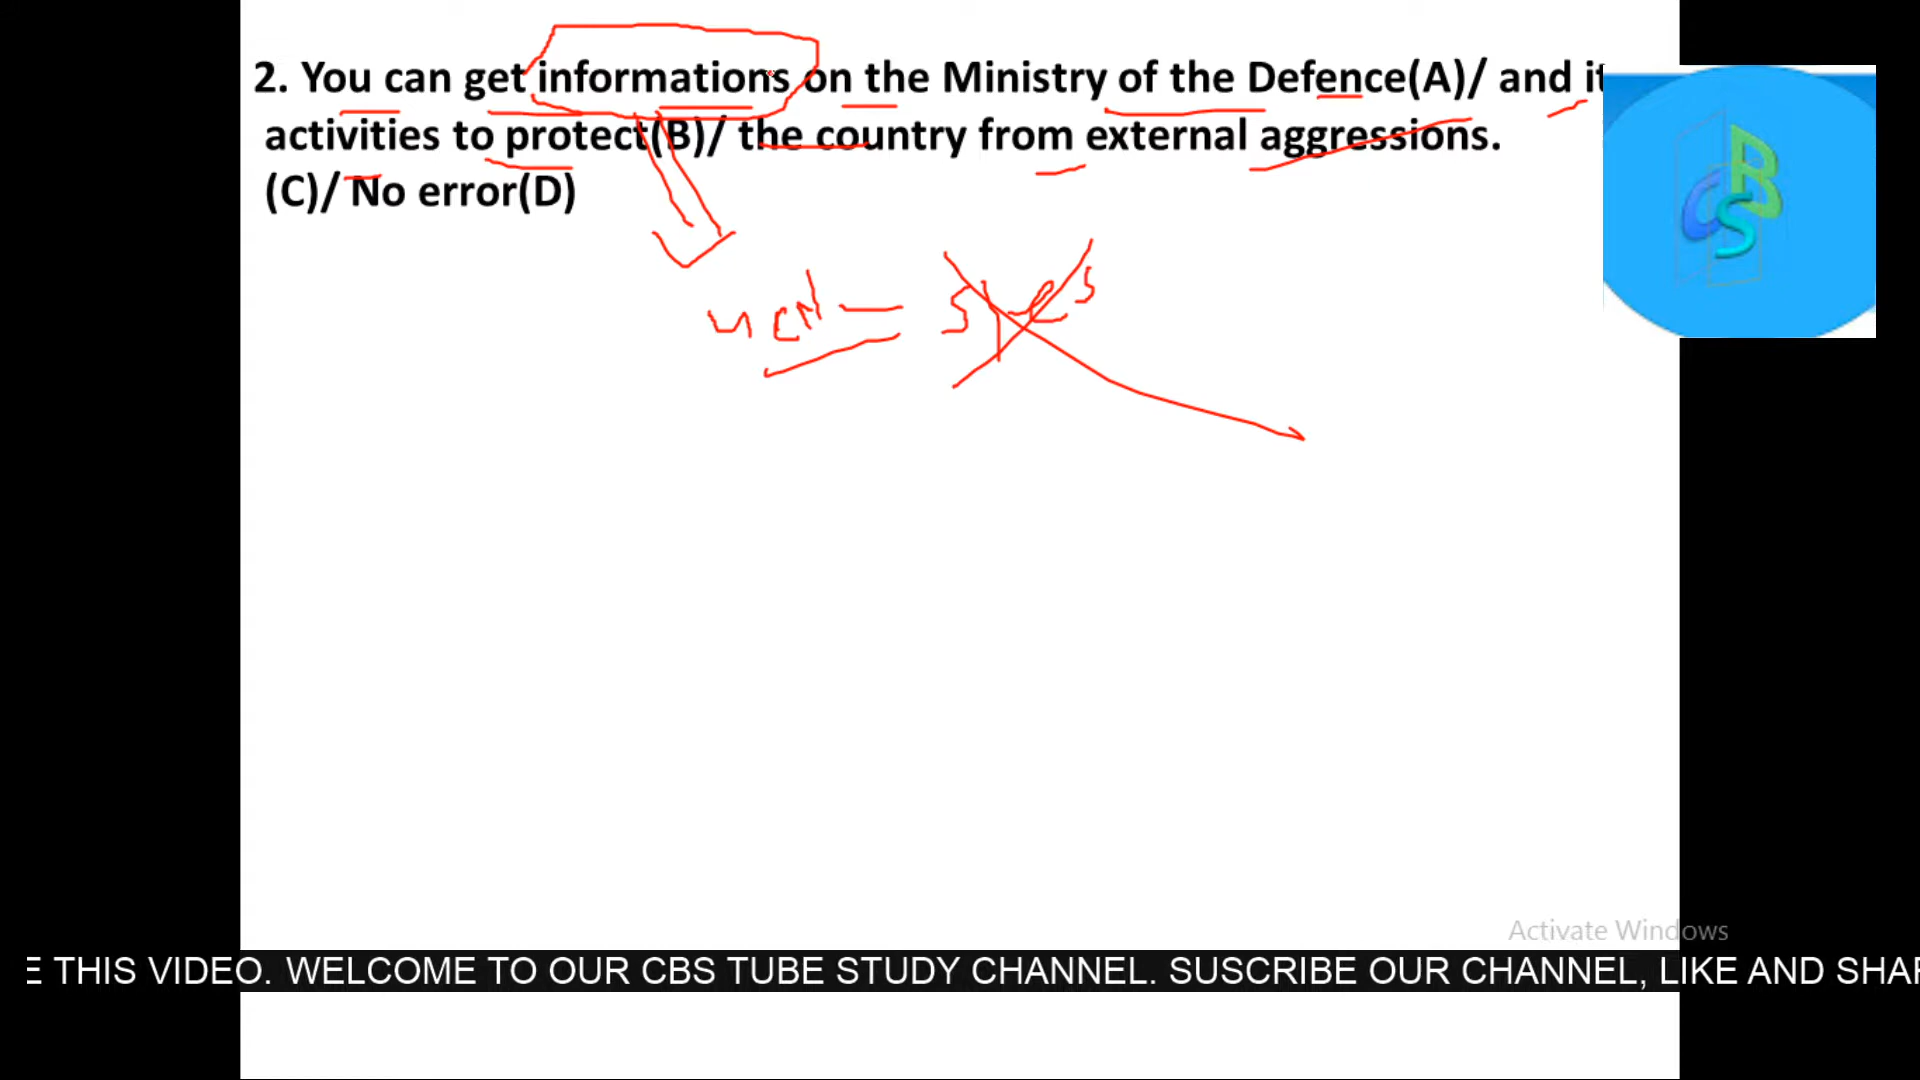 2. You can get informations on the Ministry of the Defence(A)/ and it
activities to protect(B)/ the country from external aggressions.
(C)/ No error(D)
UCN
CBS
Activate Windows
E THIS VIDEO. WELCOME TO OUR CBS TUBE STUDY CHANNEL. SUSCRIBE OUR CHANNEL, LIKE AND SHAR